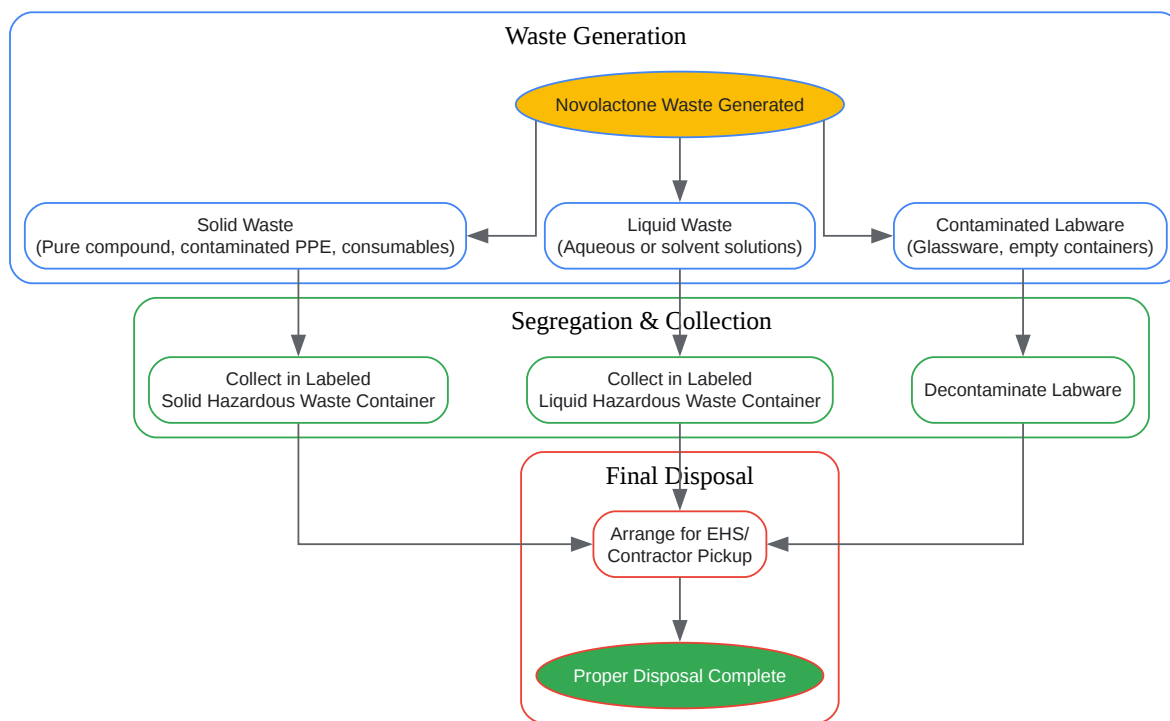 Waste Generation
Novolactone Waste Generated
Solid Waste
(Pure compound, contaminated PPE, consumables)
Liquid Waste
(Aqueous or solvent solutions)
Contaminated Labware
(Glassware, empty containers)
Segregation & Collection
Collect in Labeled
Solid Hazardous Waste Container
Collect in Labeled
Liquid Hazardous Waste Container
Decontaminate Labware
Final Disposal
Arrange for EHS/
Contractor Pickup
Proper Disposal Complete